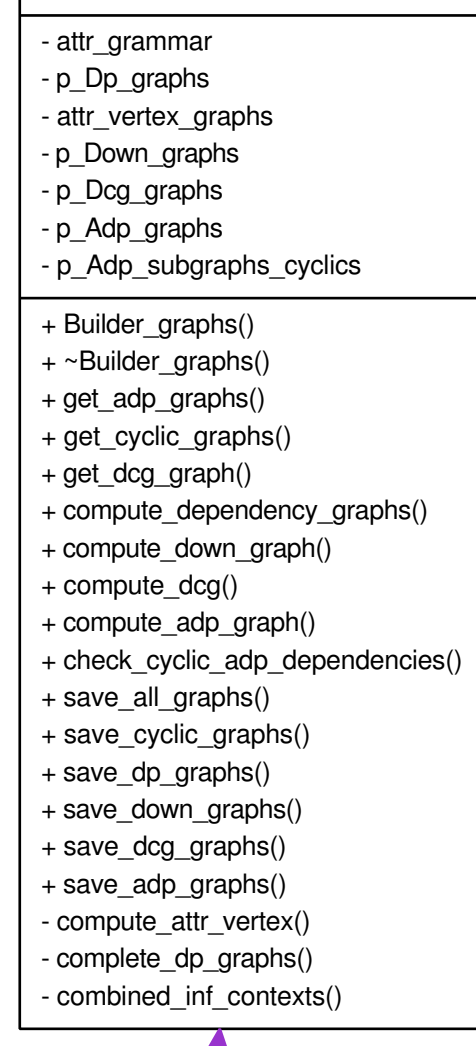 - attr_grammar
- p_Dp_graphs
- attr_vertex_graphs
- p_Down_graphs
- p_Dcg_graphs
- p_Adp_graphs
- p_Adp_subgraphs_cyclics
+ Builder_graphs()
+ ~Builder_graphs()
+ get_adp_graphs()
+ get_cyclic_graphs()
+ get_dcg_graph()
+ compute_dependency_graphs()
+ compute_down_graph()
+ compute_dcg()
+ compute_adp_graph()
+ check_cyclic_adp_dependencies()
+ save_all_graphs()
+ save_cyclic_graphs()
+ save_dp_graphs()
+ save_down_graphs()
+ save_dcg_graphs()
+ save_adp_graphs()
- compute_attr_vertex()
- complete_dp_graphs()
- combined_inf_contexts()